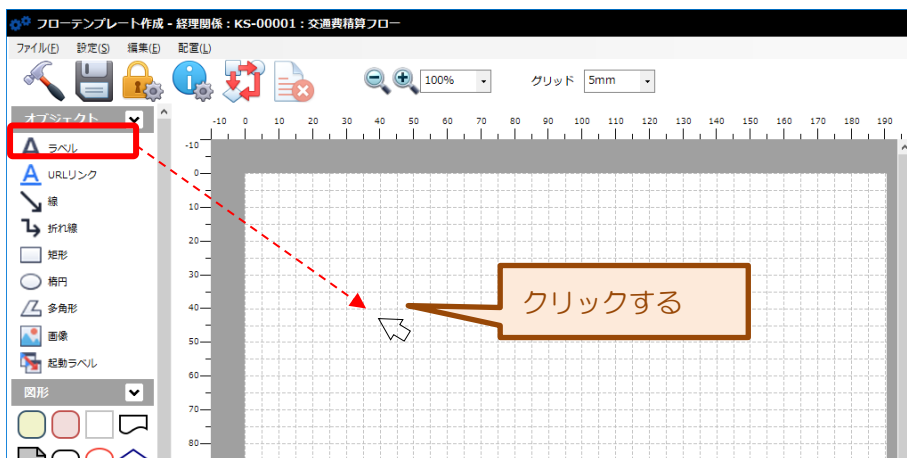 フローテンプレート作成 - 経理関係：KS-00001：交通費精算フロー
ファイル(F) 設定(S) 編集(E) 配置(L)
100% グリッド 5mm
オブジェクト
ラベル
URLリンク
線
折れ線
矩形
楕円
多角形
画像
起動ラベル
図形
-10 0 10 20 30 40 50 60 70 80 90 100 110 120 130 140 150 160 170 180 190
-10
0
10
20
30
40
50
60
70
80
クリックする